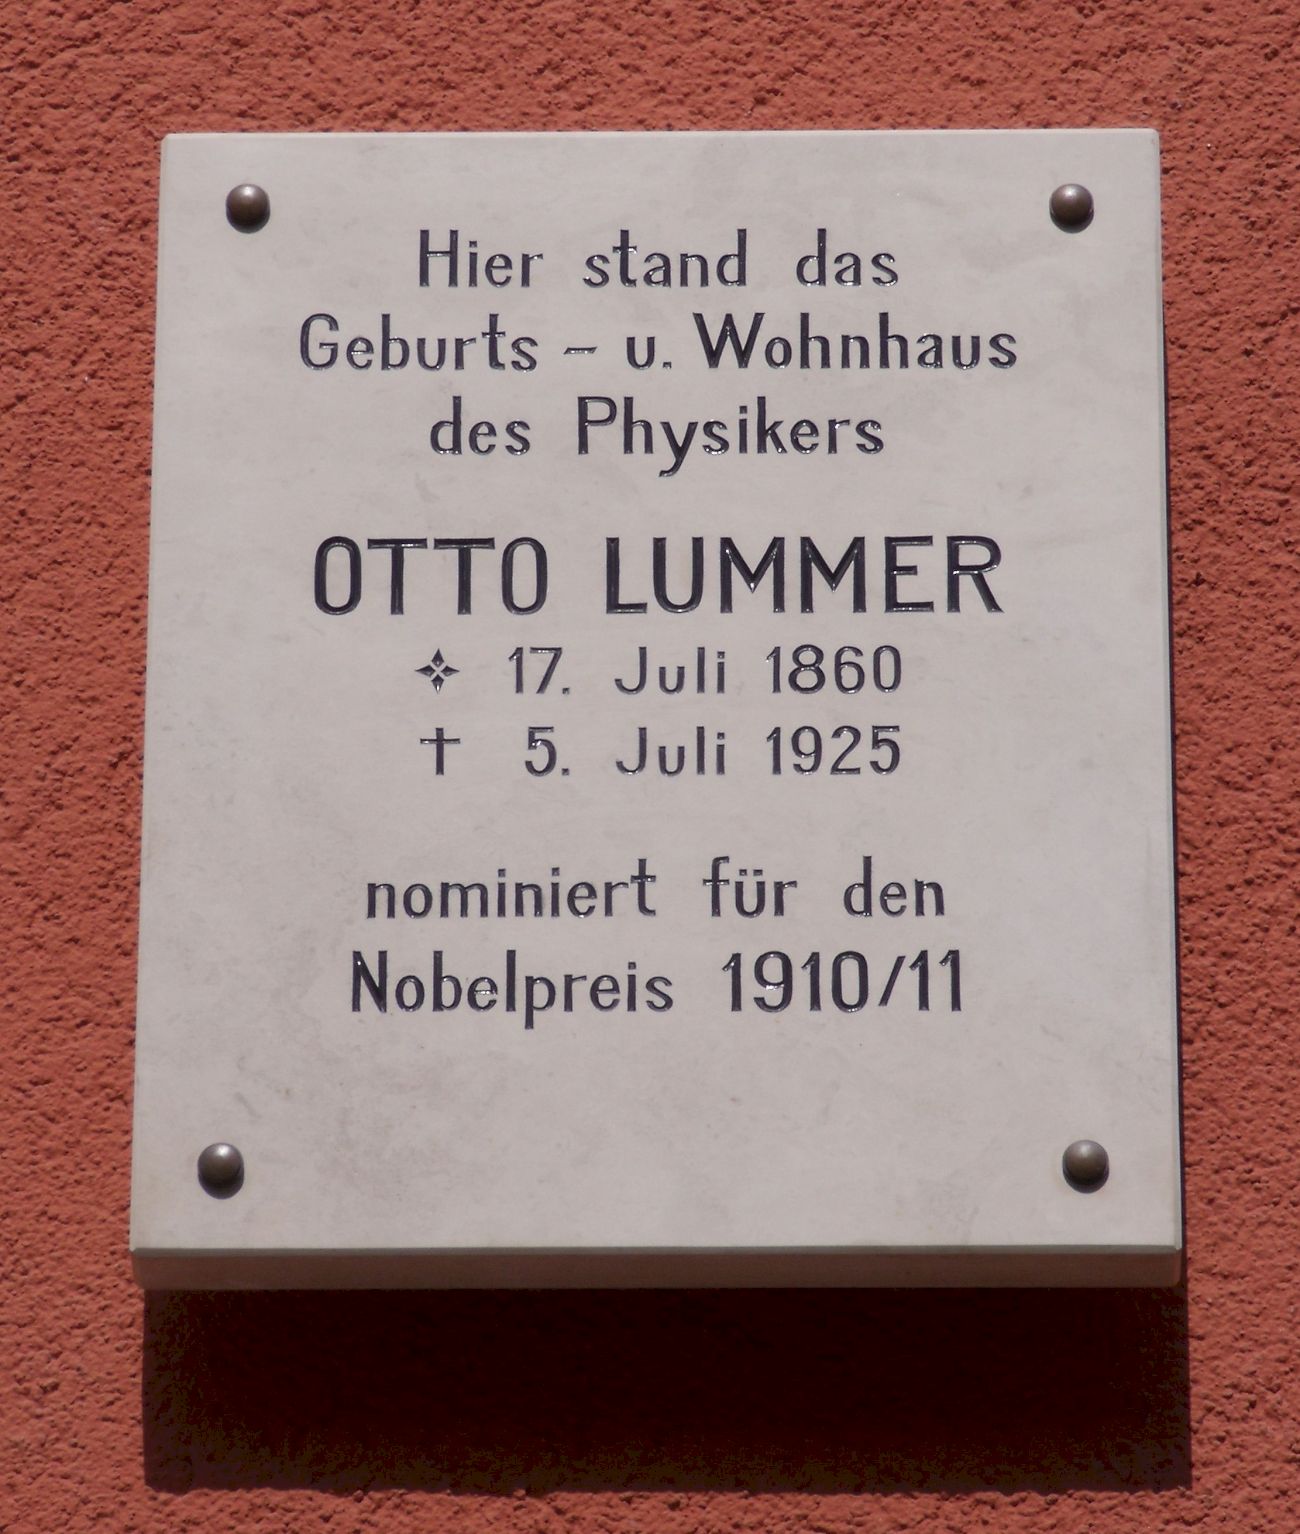 Hier stand das
Geburts - u. Wohnhaus
des Physikers
OTTO LUMMER
✧ 17. Juli 1860
† 5. Juli 1925
nominiert für den
Nobelpreis 1910/11